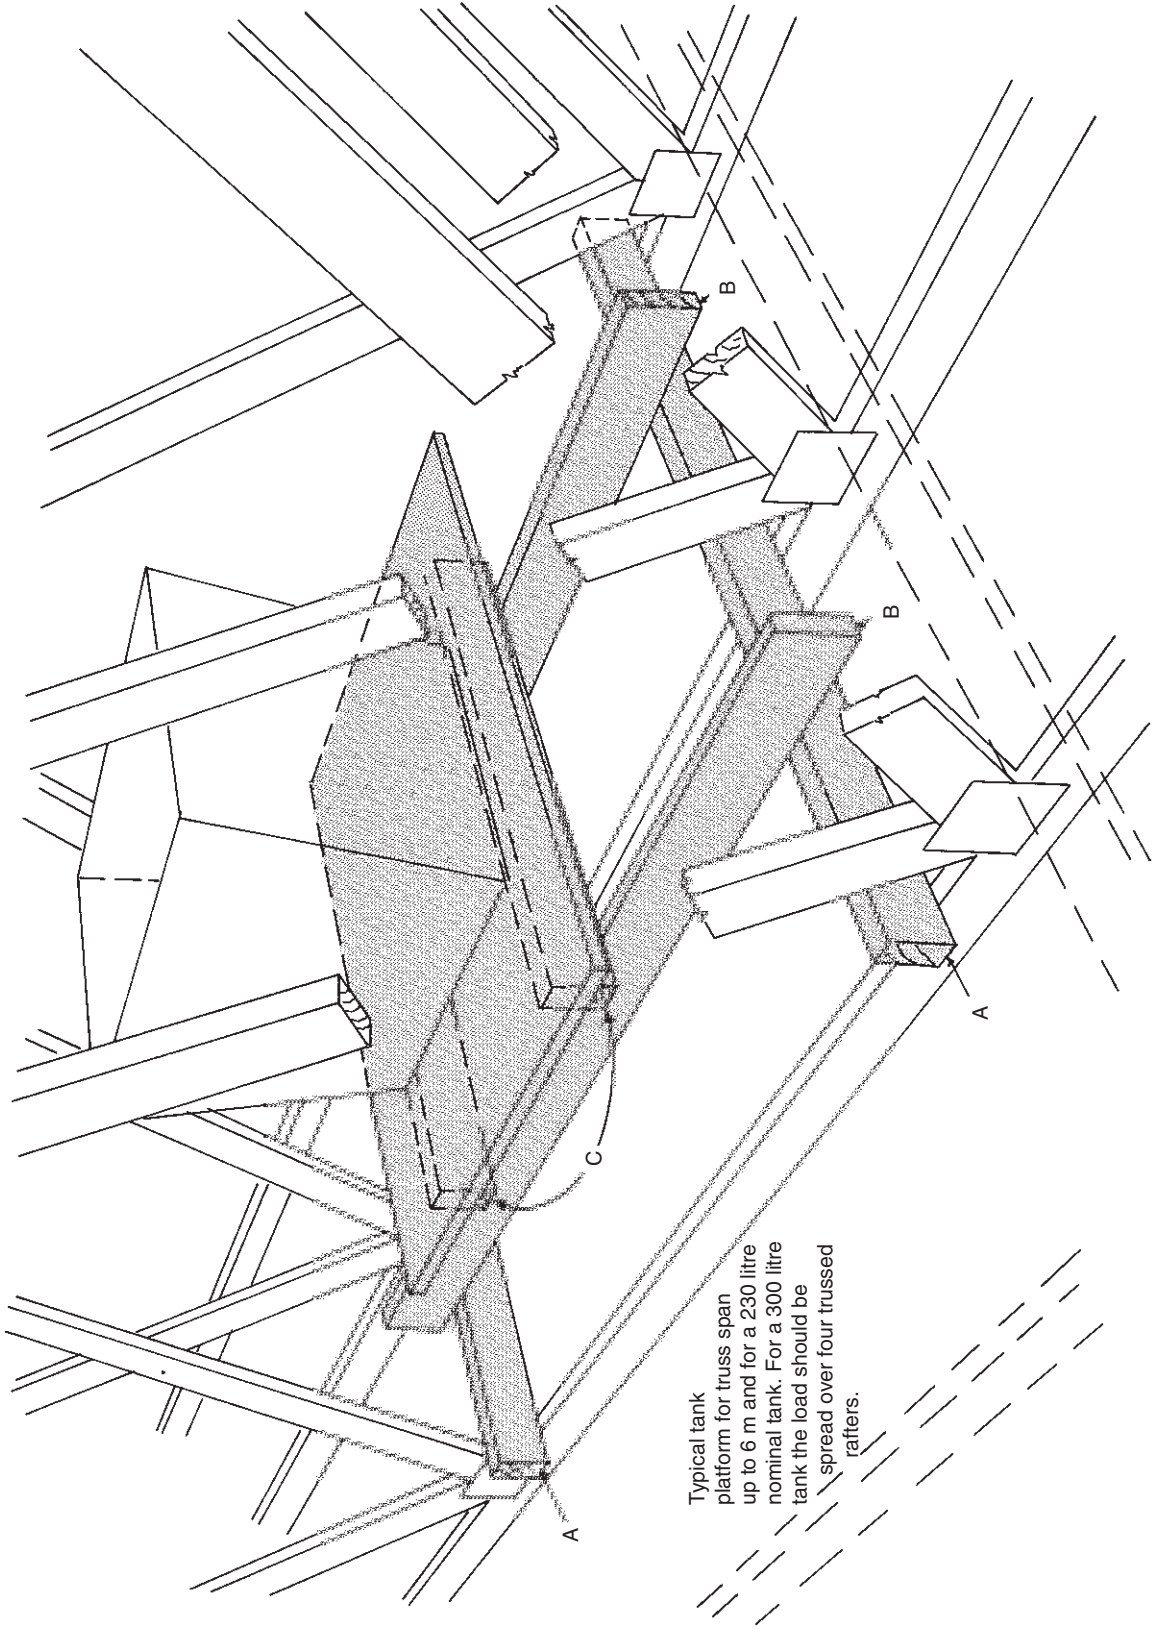 B
B
A
C
A
Typical tank
platform for truss span
up to 6 m and for a 230 litre
nominal tank. For a 300 litre
tank the load should be
spread over four trussed
rafters.